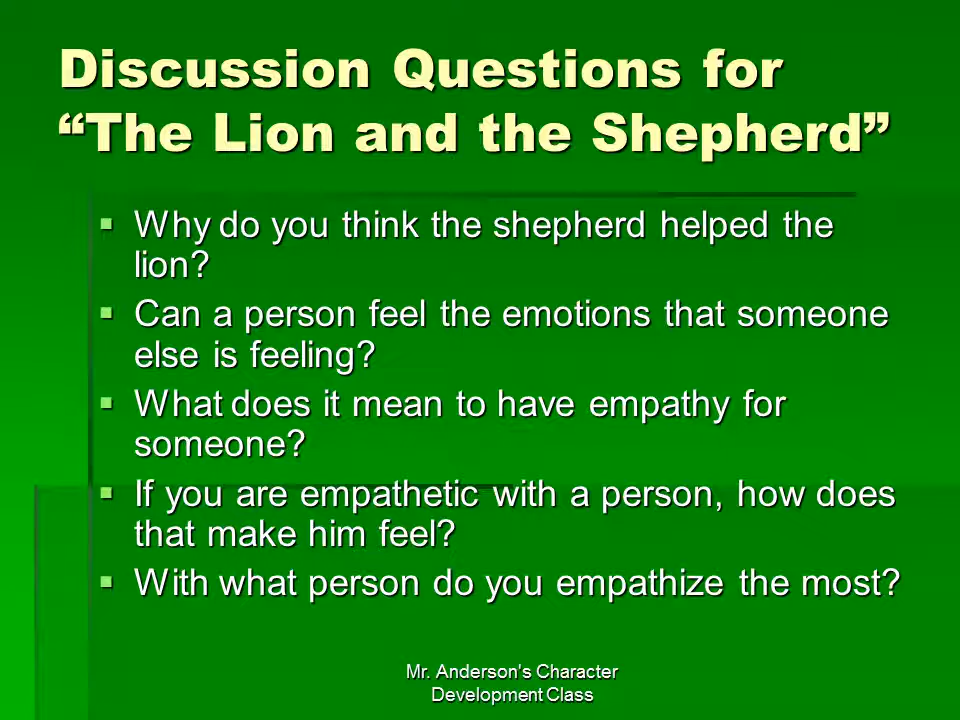 Discussion Questions for
“The Lion and the Shepherd”
Why do you think the shepherd helped the
lion?
Can a person feel the emotions that someone
else is feeling?
What does it mean to have empathy for
someone?
If you are empathetic with a person, how does
that make him feel?
With what person do you empathize the most?
Mr. Anderson's Character
Development Class